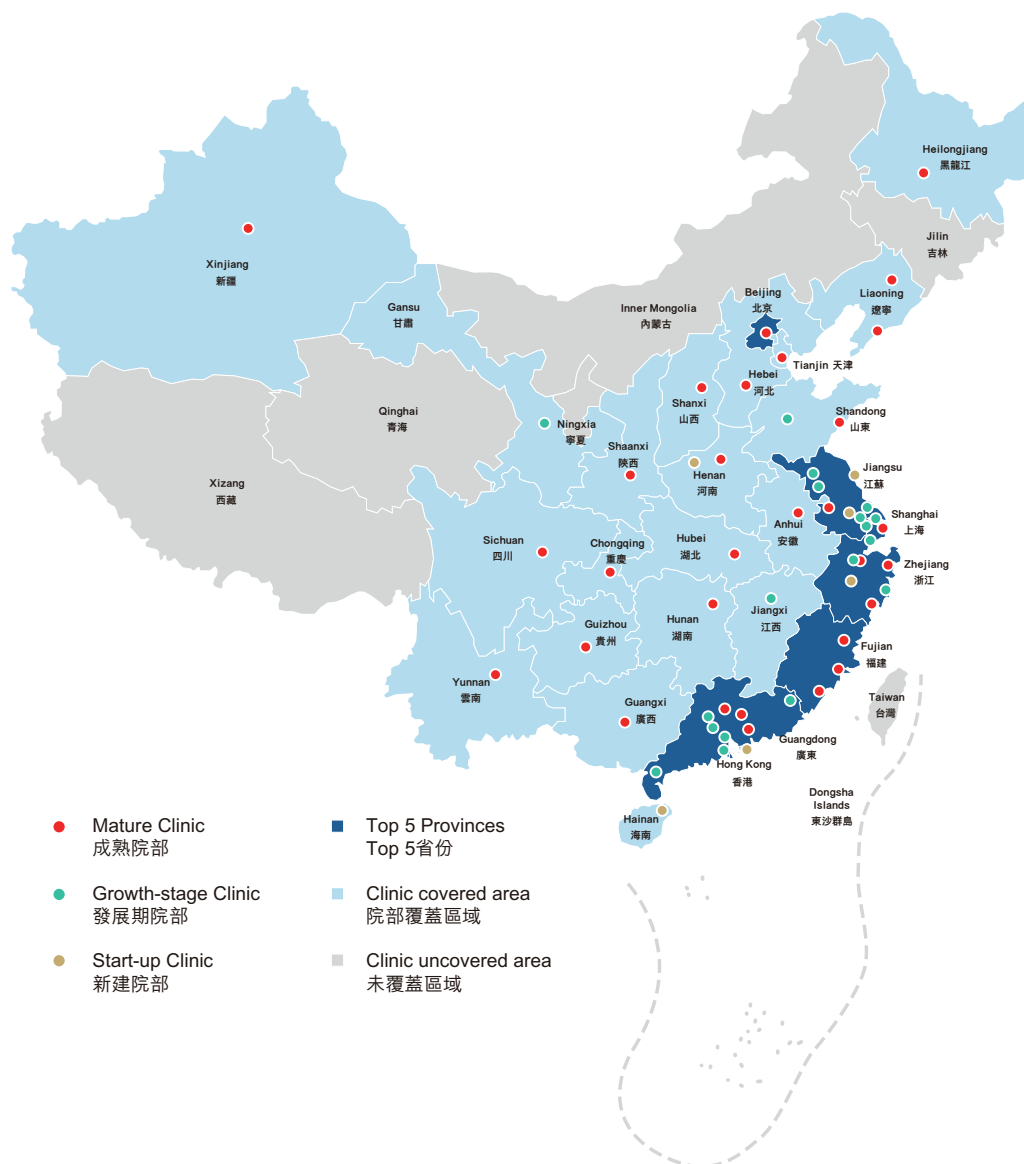 Heilongjiang
黑龍江
Jilin
吉林
Xinjiang
新疆
Gansu
甘肅
Inner Mongolia
內蒙古
Beijing
北京
Liaoning
遼寧
Tianjin 天津
Hebei
河北
Shanxi
山西
Qinghai
青海
Ningxia
寧夏
Shandong
山東
Shaanxi
陝西
Henan
河南
Jiangsu
江蘇
Xizang
西藏
Anhui
安徽
Shanghai
上海
Sichuan
四川
Chongqing
重慶
Hubei
湖北
Zhejiang
浙江
Guizhou
貴州
Hunan
湖南
Jiangxi
江西
Fujian
福建
Yunnan
雲南
Guangxi
廣西
Taiwan
台灣
Guangdong
廣東
Hong Kong
香港
Dongsha
Islands
東沙群島
Hainan
海南
Mature Clinic
成熟院部
Growth-stage Clinic
發展期院部
Start-up Clinic
新建院部
Top 5 Provinces
Top 5省份
Clinic covered area
院部覆蓋區域
Clinic uncovered area
未覆蓋區域